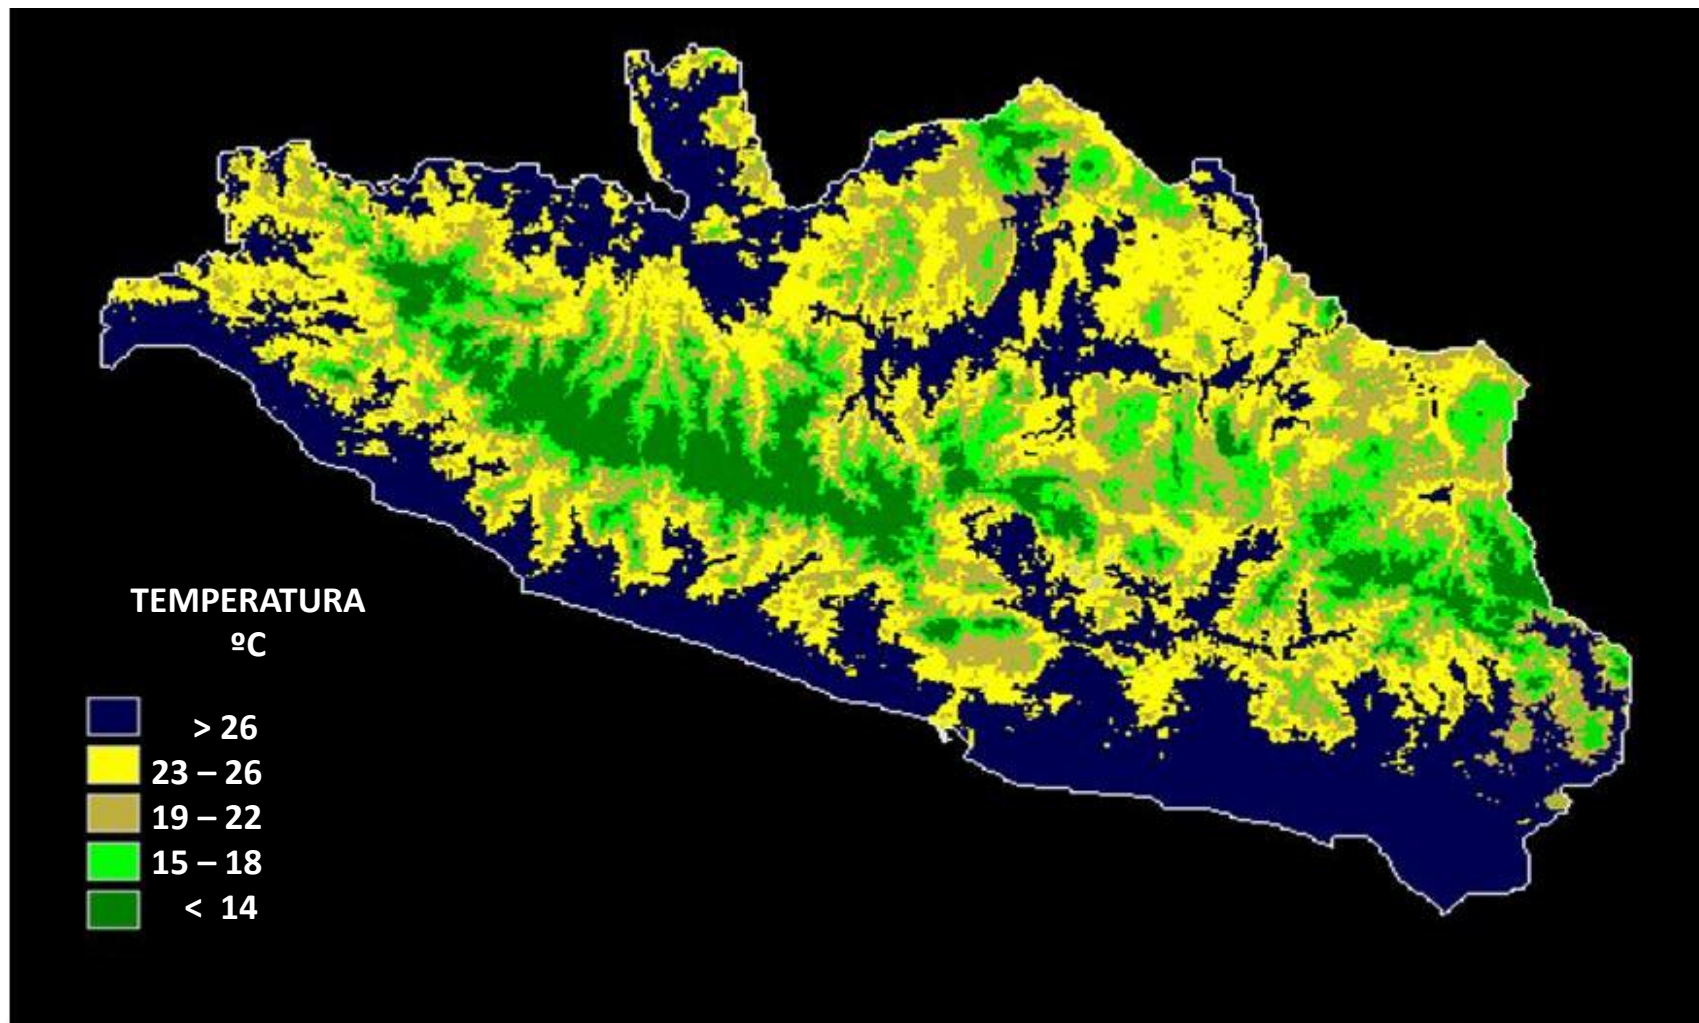 TEMPERATURA
ºC
> 26
23 – 26
19 – 22
15 – 18
< 14